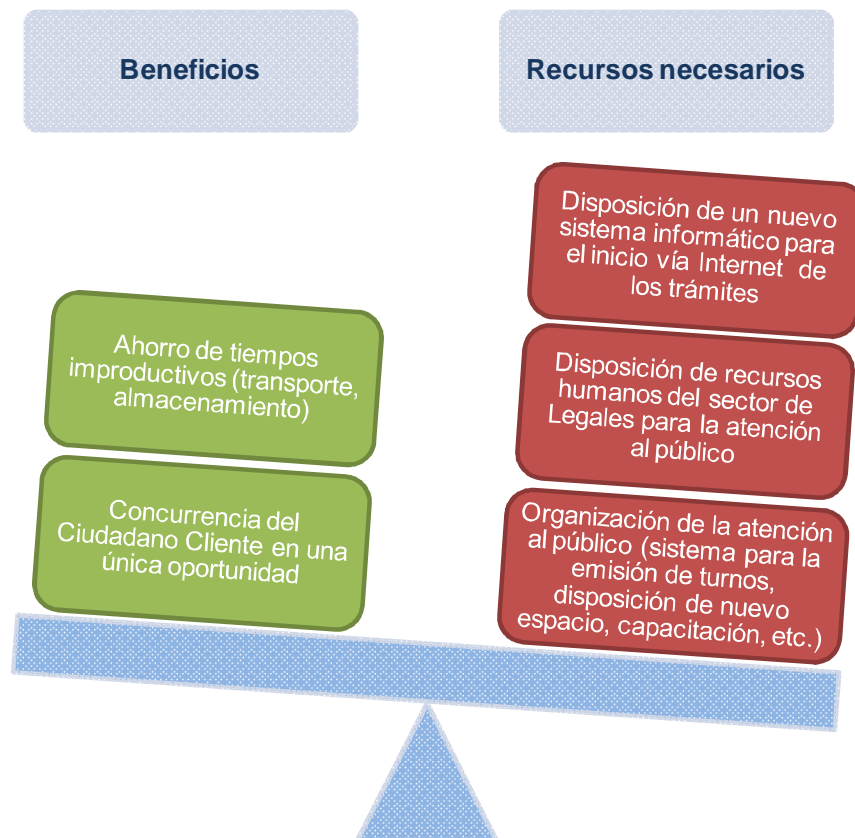 Beneficios
Recursos necesarios
Ahorro de tiempos
improductivos (transporte,
almacenamiento)
Concurrencia del
Ciudadano Cliente en una
única oportunidad
Disposición de un nuevo
sistema informático para
el inicio vía Internet de
los trámites
Disposición de recursos
humanos del sector de
Legales para la atención
al público
Organización de la atención
al público (sistema para la
emisión de turnos,
disposición de nuevo
espacio, capacitación, etc.)